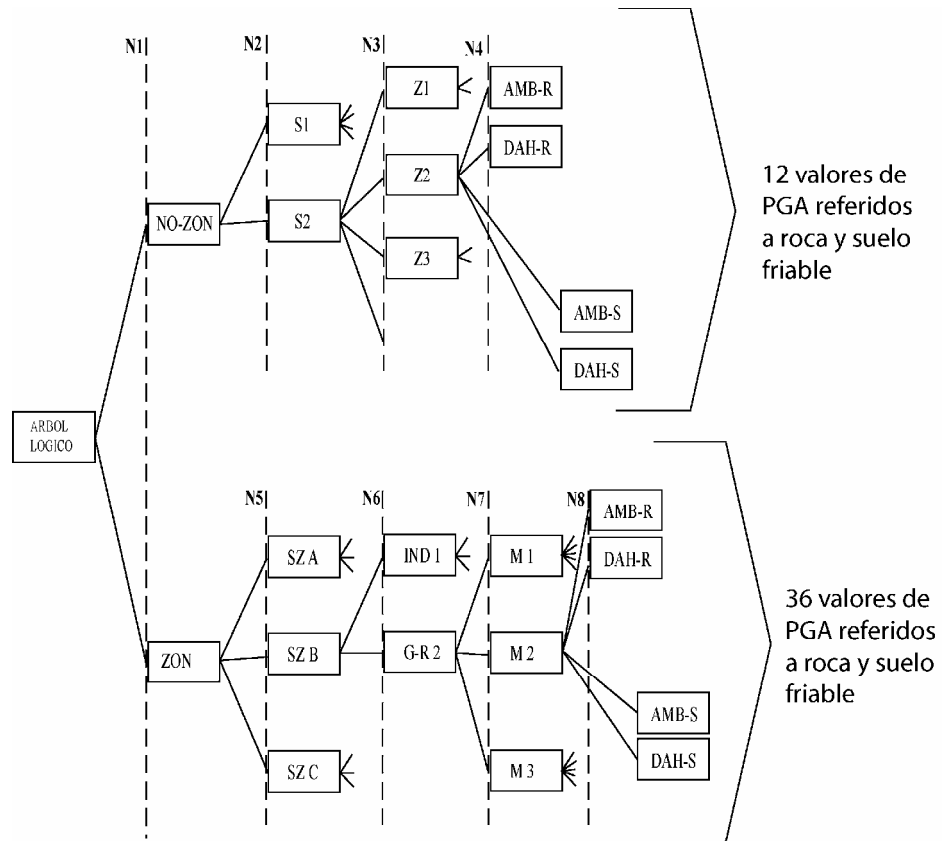 N1
N2
N3
N4
Z1
AMB-R
S1
DAH-R
Z2
12 valores de
PGA referidos
a roca y suelo
friable
NO-ZON
S2
Z3
AMB-S
DAH-S
ARBOL
LOGICO
N5
N6
N7
N8
AMB-R
SZ A
IND 1
M 1
DAH-R
36 valores de
PGA referidos
a roca y suelo
friable
ZON
SZ B
G-R 2
M 2
AMB-S
DAH-S
SZ C
M 3